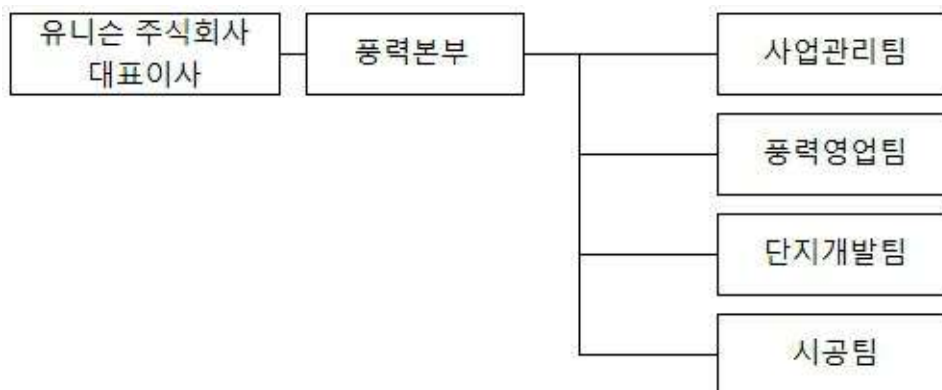 유니슨 주식회사
대표이사
풍력본부
사업관리팀
풍력영업팀
단지개발팀
시공팀